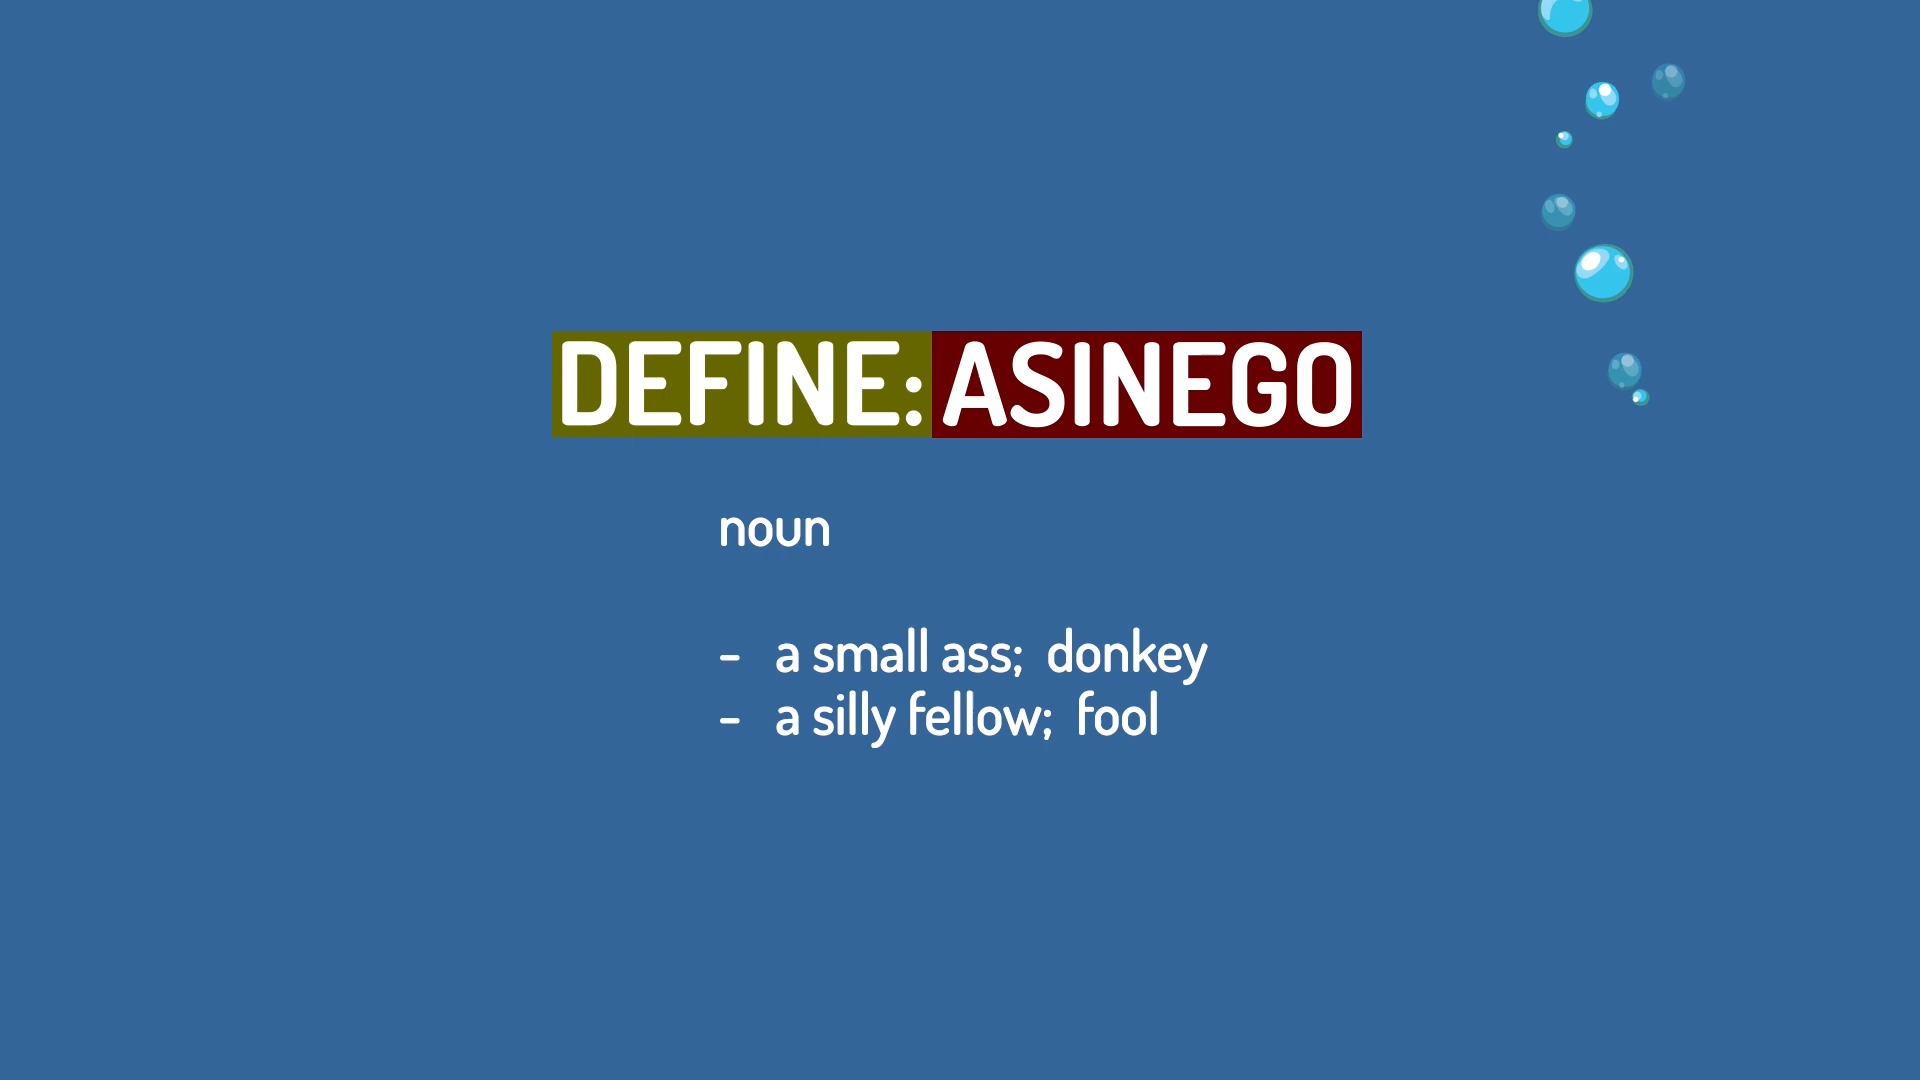 DEFINE: ASINEGO
noun
- a small ass; donkey
- a silly fellow; fool